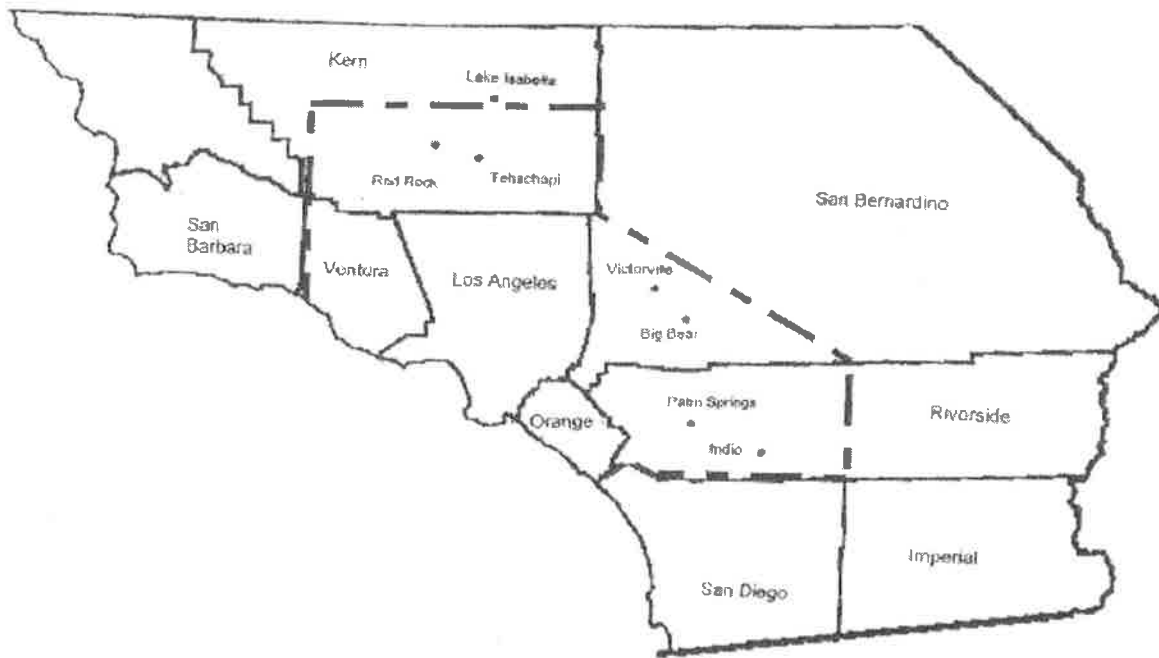 Kern
Lake Isabella
Red Rock
Tehachapi
San Bernardino
San
Barbara
Ventura
Los Angeles
Victorville
Big Bear
Palm Springs
Orange
Indio
Riverside
Imperial
San Diego